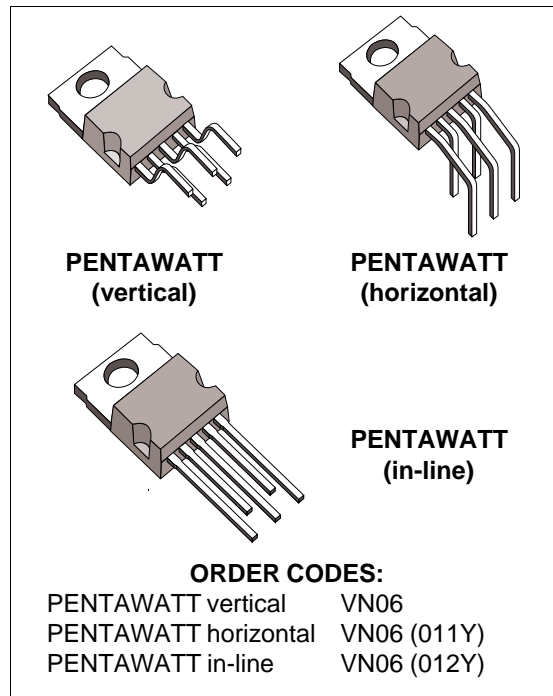 PENTAWATT
(vertical)
PENTAWATT
(horizontal)
PENTAWATT
(in-line)
ORDER CODES:
PENTAWATT vertical VN06
PENTAWATT horizontal VN06 (011Y)
PENTAWATT in-line VN06 (012Y)